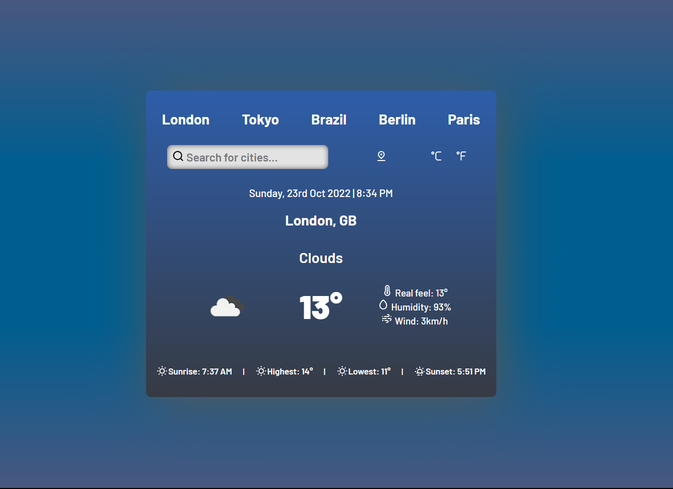 London Tokyo Brazil Berlin Paris
Search for cities... °C °F
Sunday, 23rd Oct 2022 | 8:34 PM
London, GB
Clouds
13°
Real feel: 13°
Humidity: 93%
Wind: 3km/h
Sunrise: 7:37 AM | Highest: 14° | Lowest: 11° | Sunset: 5:51 PM